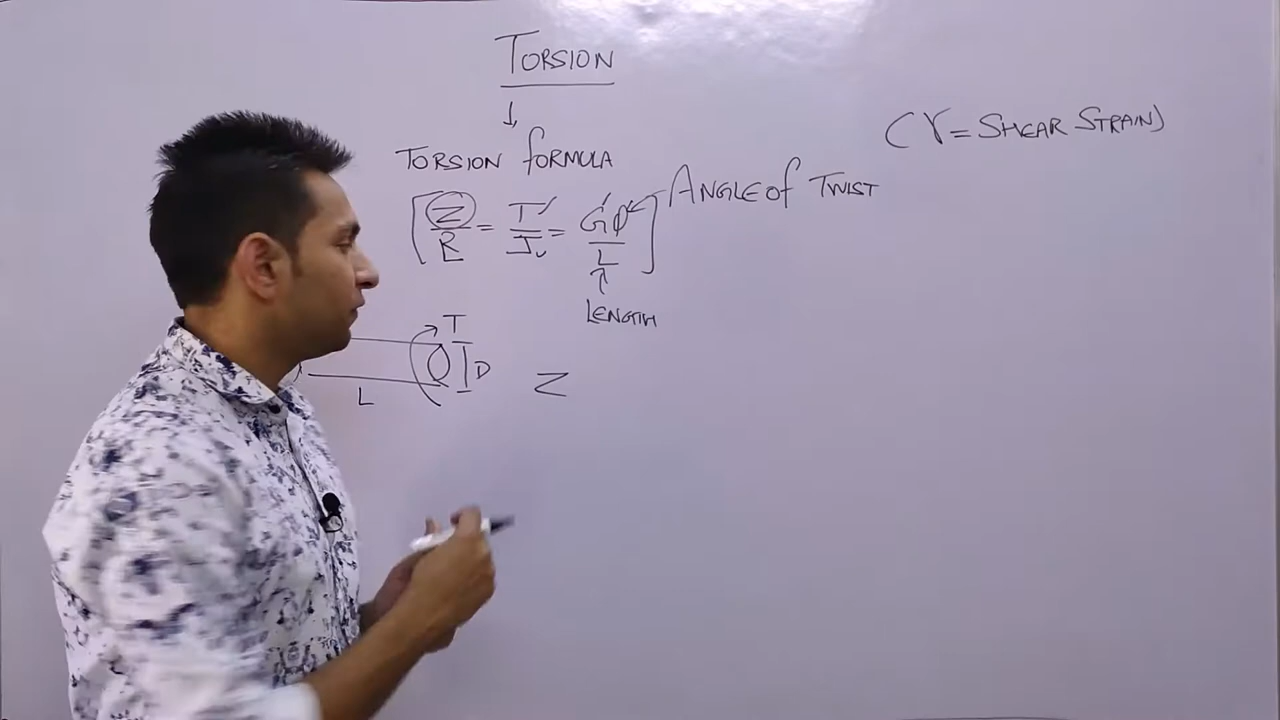 TORSION
↓
TORSION FORMULA
[Z/R = T/J = Gϕ/L] ANGLE OF TWIST
↑
LENGTH
(γ = SHEAR STRAIN)
T
D
L
Z